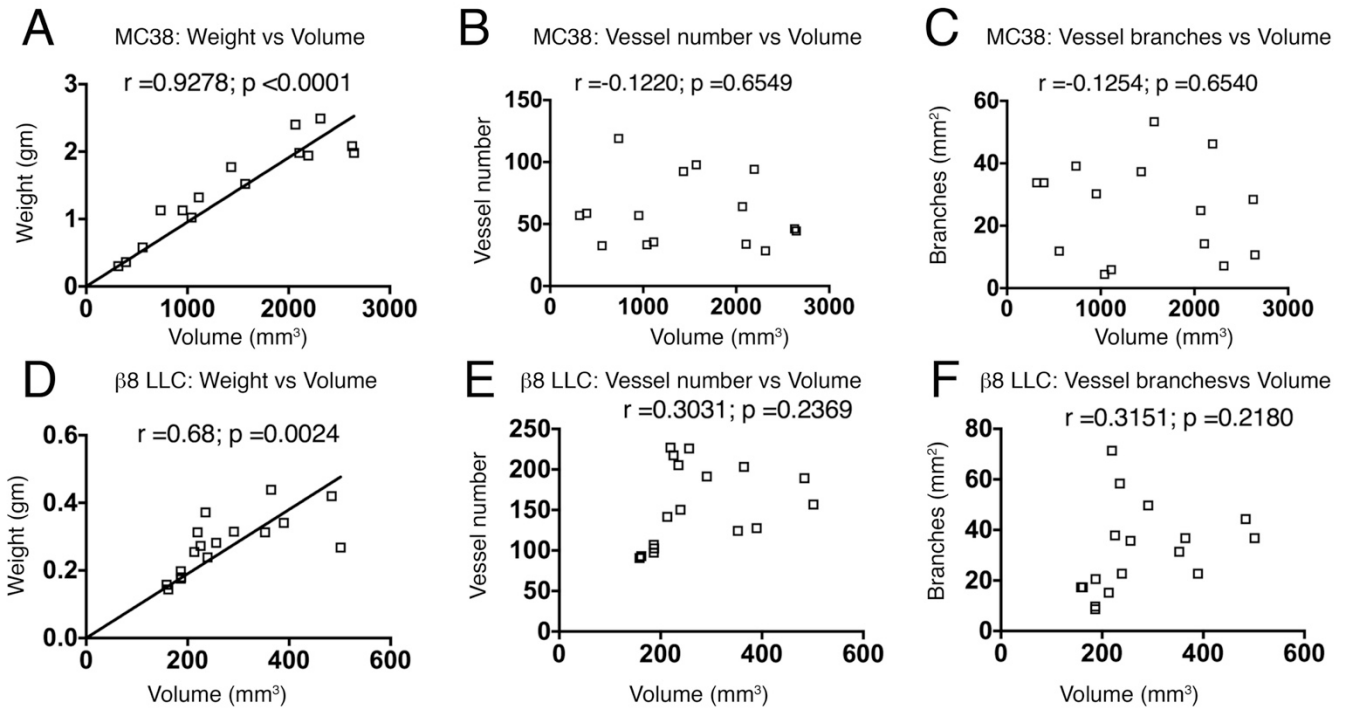 A
MC38: Weight vs Volume
r =0.9278; p <0.0001
Weight (gm)
3
2
1
0
0 1000 2000 3000
Volume (mm³)
B
MC38: Vessel number vs Volume
r =-0.1220; p =0.6549
Vessel number
150
100
50
0
0 1000 2000 3000
Volume (mm³)
C
MC38: Vessel branches vs Volume
r =-0.1254; p =0.6540
Branches (mm²)
60
40
20
0
0 1000 2000 3000
Volume (mm³)
D
β8 LLC: Weight vs Volume
r =0.68; p =0.0024
Weight (gm)
0.6
0.4
0.2
0.0
0 200 400 600
Volume (mm³)
E
β8 LLC: Vessel number vs Volume
r =0.3031; p =0.2369
Vessel number
250
200
150
100
50
0
0 200 400 600
Volume (mm³)
F
β8 LLC: Vessel branchesvs Volume
r =0.3151; p =0.2180
Branches (mm²)
80
60
40
20
0
0 200 400 600
Volume (mm³)